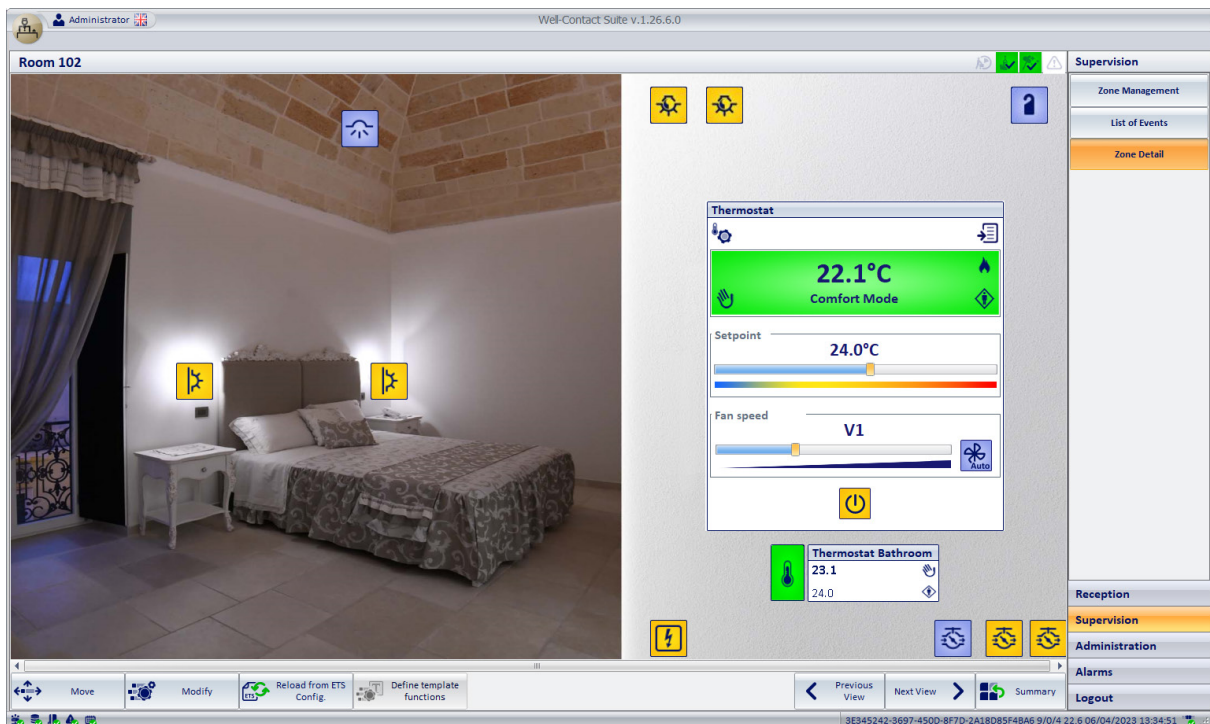 Administrator
Well-Contact Suite v.1.26.6.0
Room 102
Supervision
Zone Management
List of Events
Zone Detail
Thermostat
22.1°C
Comfort Mode
Setpoint
24.0°C
Fan speed
V1
Auto
Thermostat Bathroom
23.1
24.0
Reception
Supervision
Administration
Alarms
Logout
Move
Modify
ETS
Reload from ETS
Config.
Define template
functions
Previous
View
Next View
Summary
3E345242-3697-450D-8F7D-2A18D85F4BA6 9/0/4 22.6 06/04/2023 13:34:51